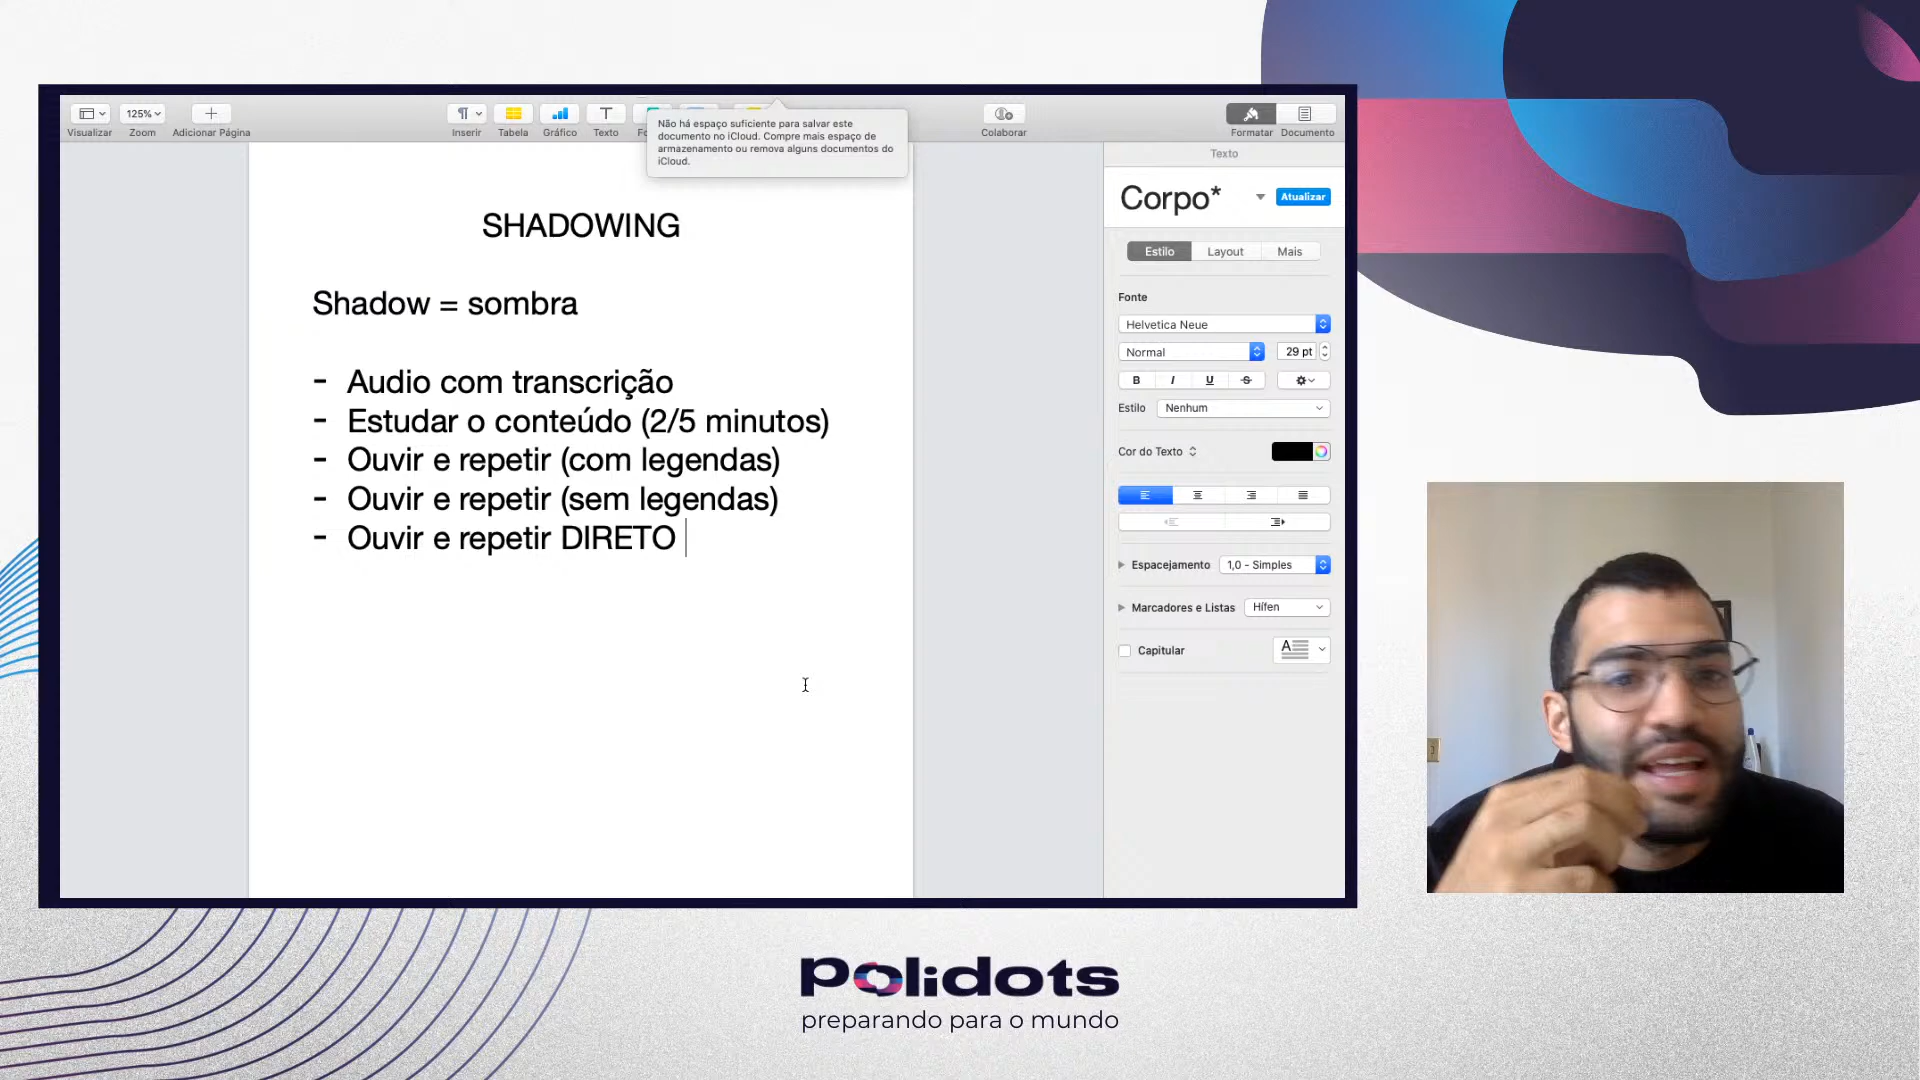 125%
Visualizar
Zoom
Adicionar Página
Inserir
Tabela
Gráfico
Texto
Colaborar
Formatar
Documento
Não há espaço suficiente para salvar este
documento no iCloud. Compre mais espaço de
armazenamento ou remova alguns documentos do
iCloud.
SHADOWING
Shadow = sombra
- Audio com transcrição
- Estudar o conteúdo (2/5 minutos)
- Ouvir e repetir (com legendas)
- Ouvir e repetir (sem legendas)
- Ouvir e repetir DIRETO
Texto
Corpo*
Atualizar
Estilo Layout Mais
Fonte
Helvetica Neue
Normal 29 pt
B I U S
Estilo Nenhum
Cor do Texto
Espacejamento 1,0 - Simples
Marcadores e Listas Hífen
Capitular
polidots
preparando para o mundo